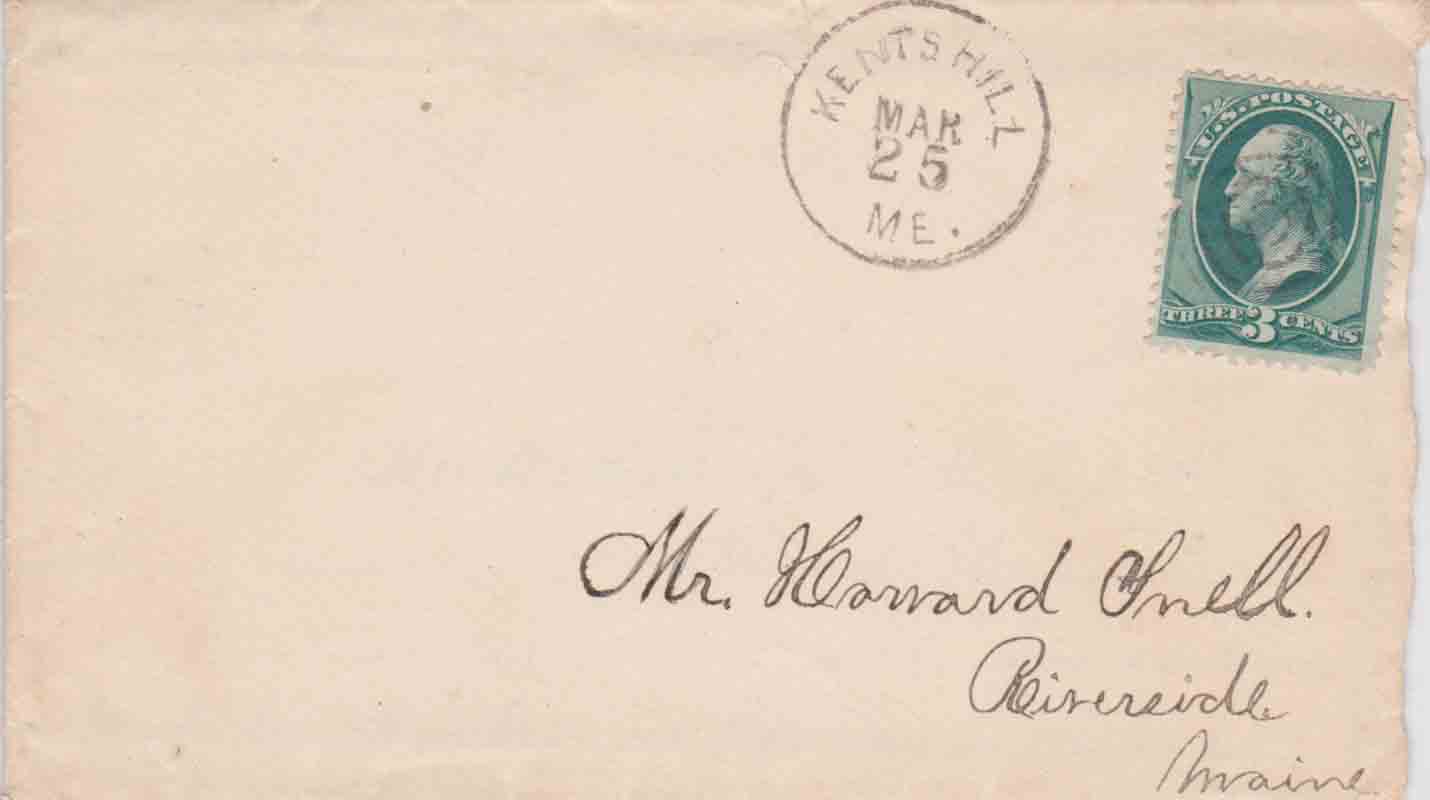 KENTS HILL
MAR
25
ME.
U.S. POSTAGE
THREE 3 CENTS
Mr. Howard Snell.
Riverside
Maine